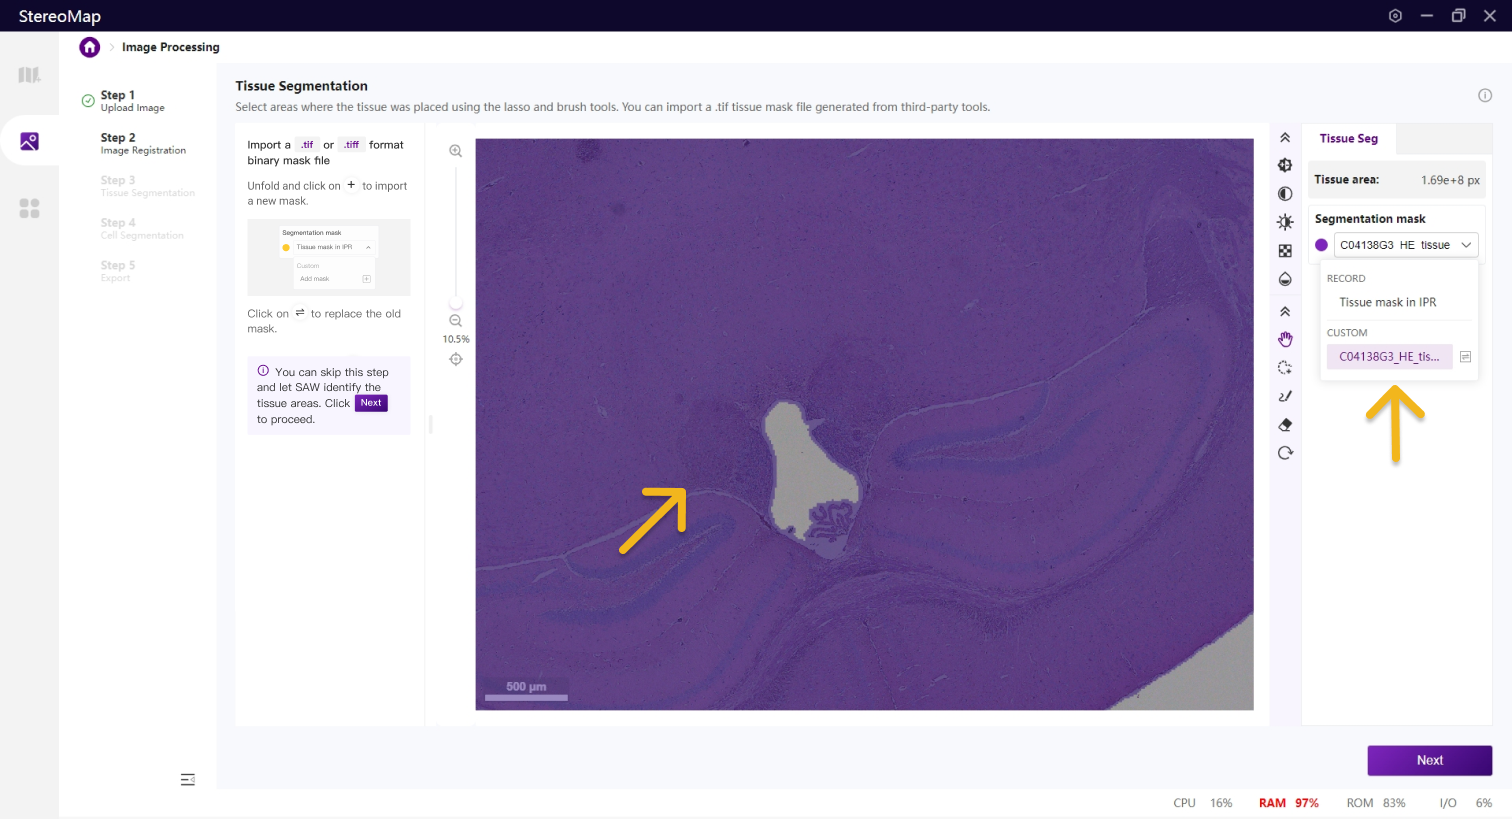 StereoMap
Image Processing
Step 1
Upload Image
Step 2
Image Registration
Step 3
Tissue Segmentation
Step 4
Cell Segmentation
Step 5
Export
Tissue Segmentation
Select areas where the tissue was placed using the lasso and brush tools. You can import a .tif tissue mask file generated from third-party tools.
Import a .tif or .tiff format
binary mask file
Unfold and click on + to import
a new mask.
Segmentation mask
Tissue mask in IPR
Custom
Add mask
Click on ⇌ to replace the old
mask.
You can skip this step
and let SAW identify the
tissue areas. Click Next
to proceed.
10.5%
500 μm
Tissue Seg
Tissue area: 1.69e+8 px
Segmentation mask
C04138G3 HE tissue
RECORD
Tissue mask in IPR
CUSTOM
C04138G3_HE_tis...
Next
CPU 16% RAM 97% ROM 83% I/O 6%